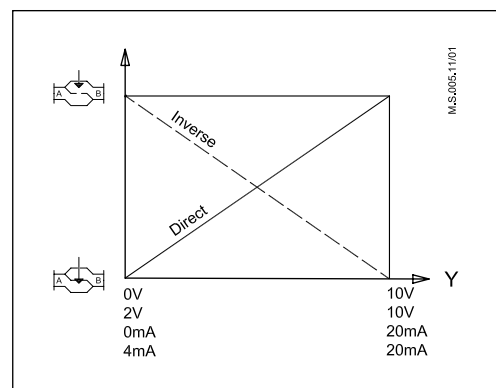 M.S.005.11/01
A B
Inverse
Direct
A B
Y
0V 10V
2V 10V
0mA 20mA
4mA 20mA